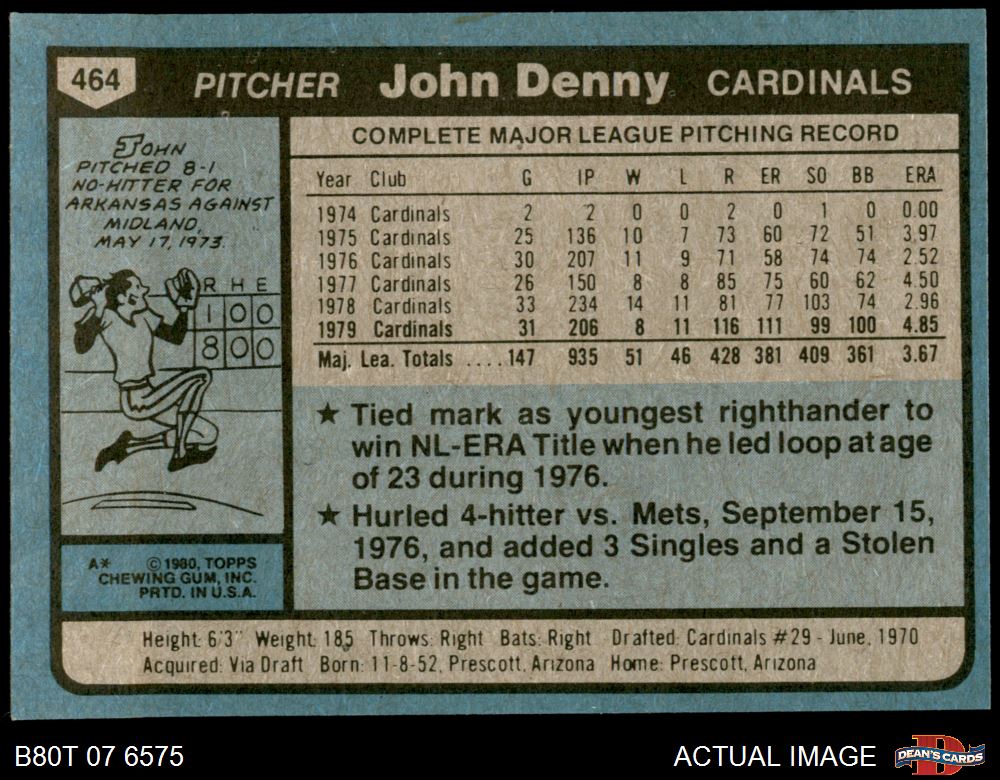 464 PITCHER John Denny CARDINALS
JOHN
PITCHED 8-1
NO-HITTER FOR
ARKANSAS AGAINST
MIDLAND,
MAY 17, 1973.
R H E
1 0 0
8 0 0
A* © 1980, TOPPS
CHEWING GUM, INC.
PRTD. IN U.S.A.
COMPLETE MAJOR LEAGUE PITCHING RECORD
Year Club G IP W L R ER SO BB ERA
1974 Cardinals 2 2 0 0 2 0 1 0 0.00
1975 Cardinals 25 136 10 7 73 60 72 51 3.97
1976 Cardinals 30 207 11 9 71 58 74 74 2.52
1977 Cardinals 26 150 8 8 85 75 60 62 4.50
1978 Cardinals 33 234 14 11 81 77 103 74 2.96
1979 Cardinals 31 206 8 11 116 111 99 100 4.85
Maj. Lea. Totals ....147 935 51 46 428 381 409 361 3.67
★ Tied mark as youngest righthander to
win NL-ERA Title when he led loop at age
of 23 during 1976.
★ Hurled 4-hitter vs. Mets, September 15,
1976, and added 3 Singles and a Stolen
Base in the game.
Height: 6'3" Weight: 185 Throws: Right Bats: Right Drafted: Cardinals #29 - June, 1970
Acquired: Via Draft Born: 11-8-52, Prescott, Arizona Home: Prescott, Arizona
B80T 07 6575 ACTUAL IMAGE DEAN'S CARDS